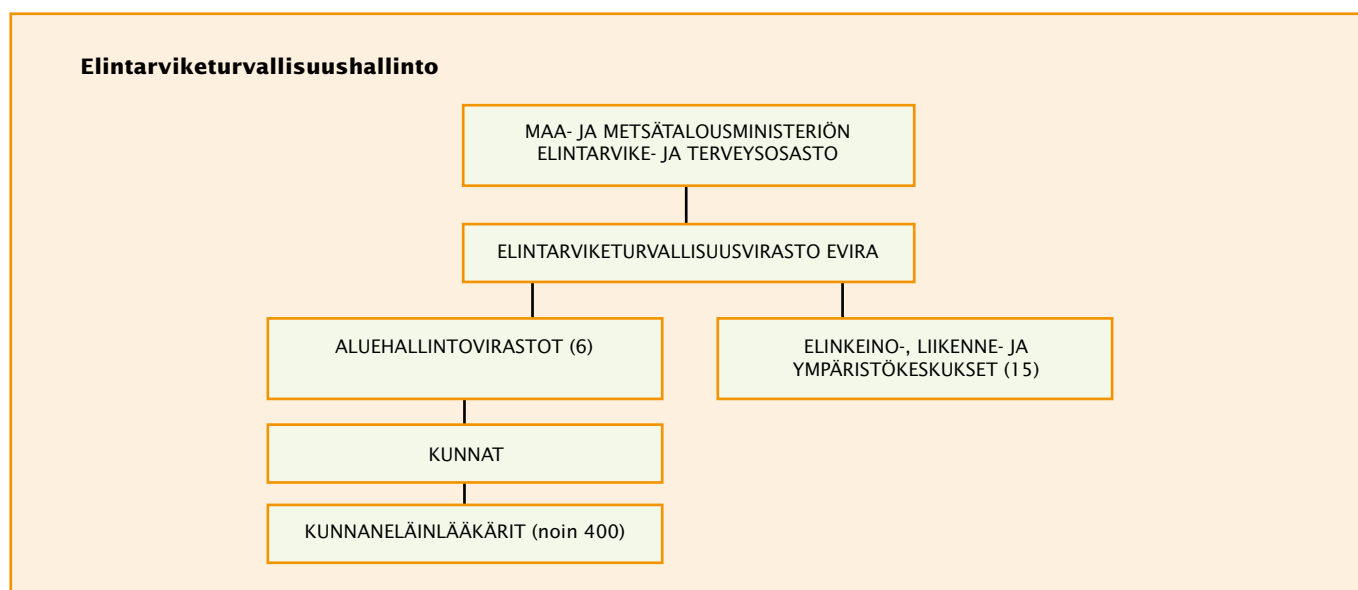 Elintarviketurvallisuushallinto
MAA- JA METSÄTALOUSMINISTERIÖN
ELINTARVIKE- JA TERVEYSOSASTO
ELINTARVIKETURVALLISUUSVIRASTO EVIRA
ALUEHALLINTOVIRASTOT (6)
ELINKEINO-, LIIKENNE- JA
YMPÄRISTÖKESKUKSET (15)
KUNNAT
KUNNANELÄINLÄÄKÄRIT (noin 400)